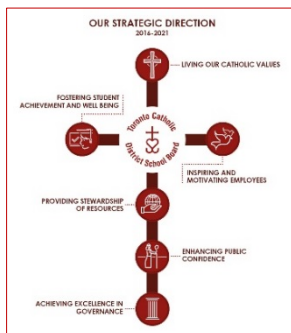 OUR STRATEGIC DIRECTION
2016-2021
LIVING OUR CATHOLIC VALUES
FOSTERING STUDENT
ACHIEVEMENT AND WELL BEING
Toronto Catholic
District School Board
INSPIRING AND
MOTIVATING EMPLOYEES
PROVIDING STEWARDSHIP
OF RESOURCES
ENHANCING PUBLIC
CONFIDENCE
ACHIEVING EXCELLENCE IN
GOVERNANCE